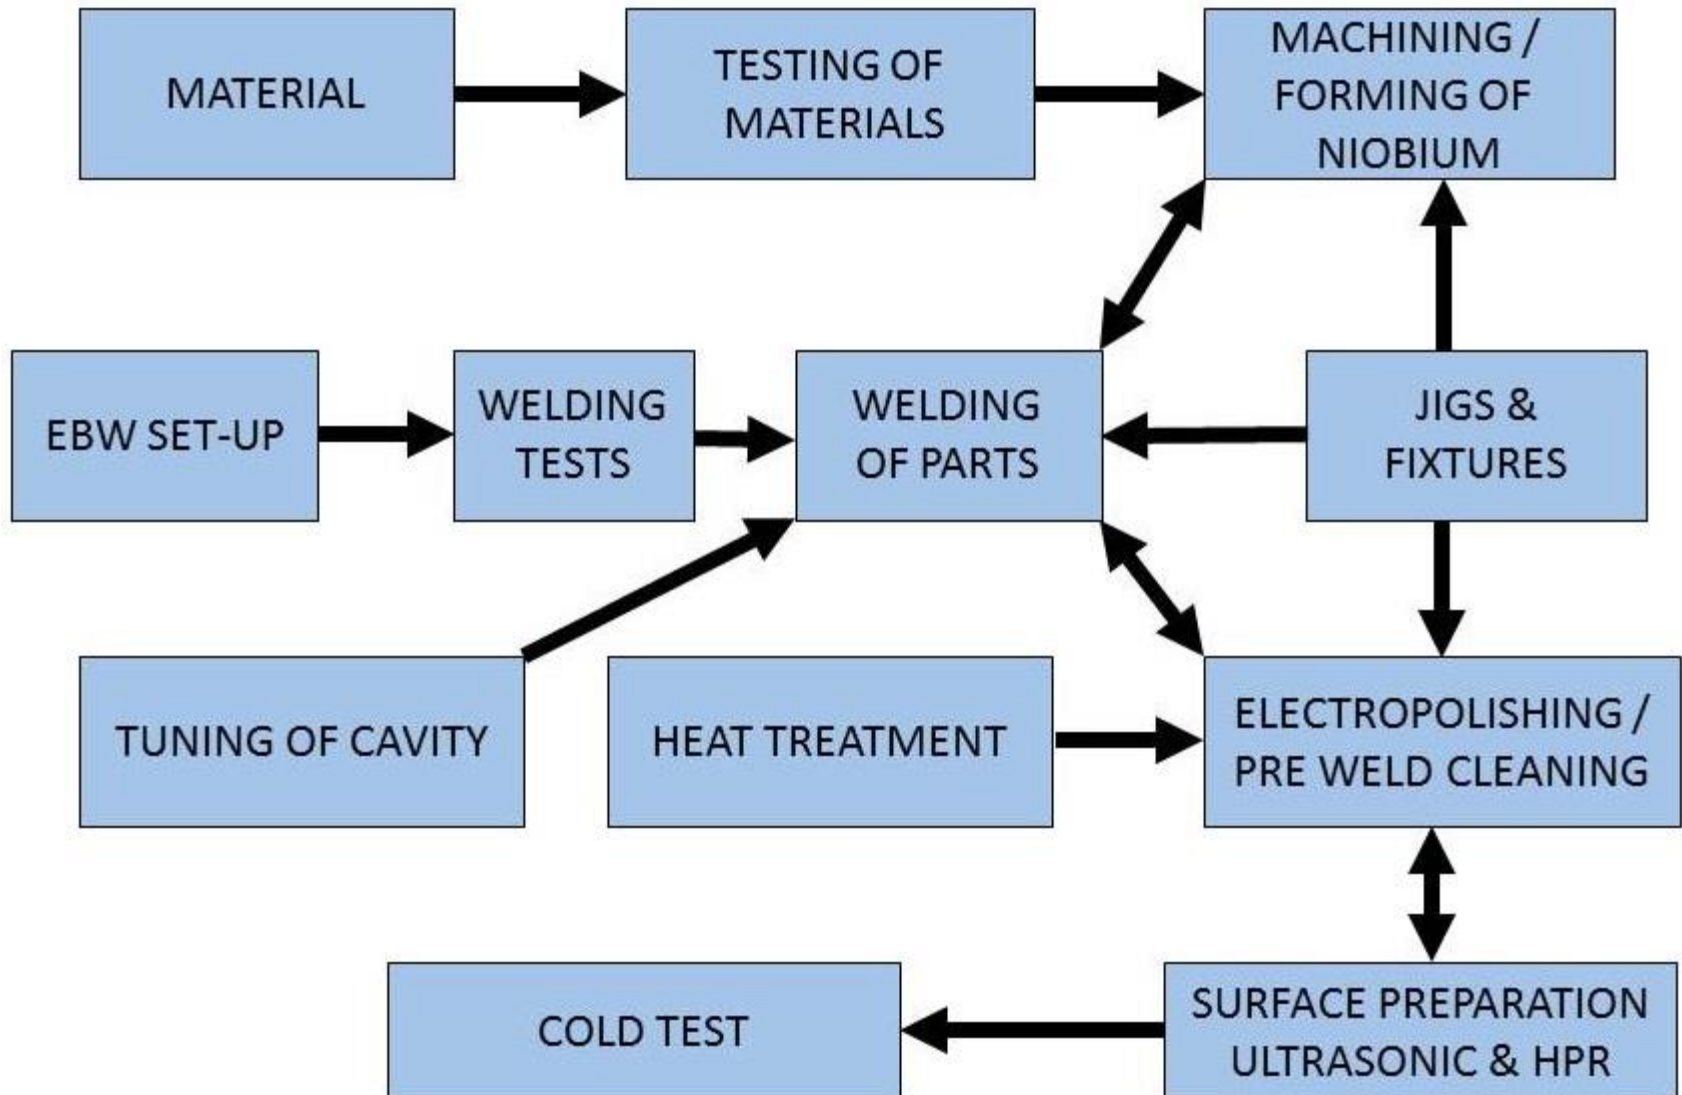 MATERIAL
TESTING OF
MATERIALS
MACHINING /
FORMING OF
NIOBIUM
EBW SET-UP
WELDING
TESTS
WELDING
OF PARTS
JIGS &
FIXTURES
TUNING OF CAVITY
HEAT TREATMENT
ELECTROPOLISHING /
PRE WELD CLEANING
COLD TEST
SURFACE PREPARATION
ULTRASONIC & HPR